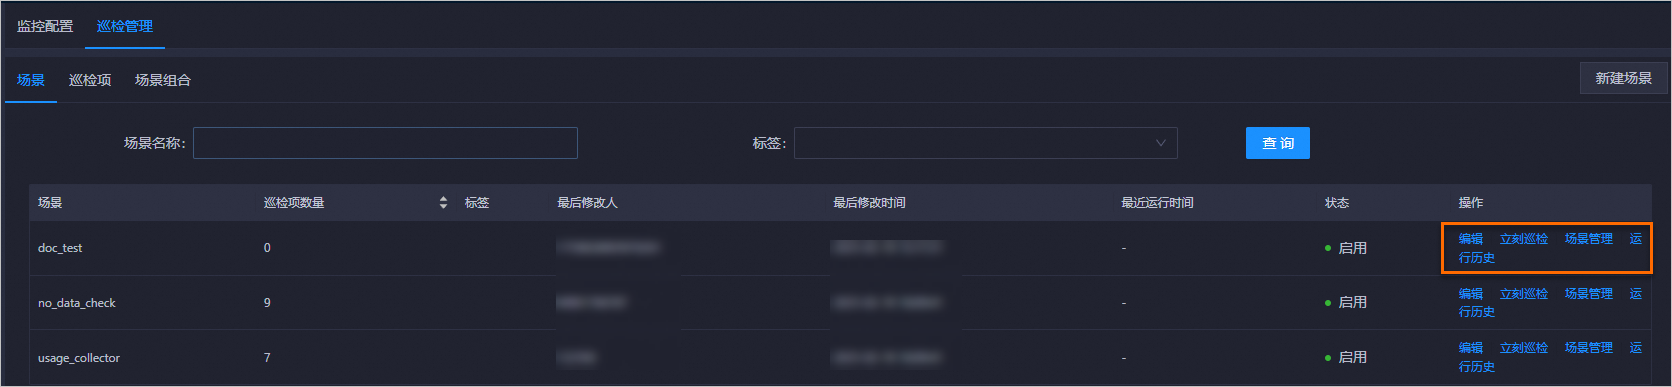 监控配置 巡检管理
场景 巡检项 场景组合 新建场景
场景名称: 标签: 查 询
场景 巡检项数量 标签 最后修改人 最后修改时间 最近运行时间 状态 操作
doc_test 0 - 启用 编辑 立刻巡检 场景管理 运
行历史
no_data_check 9 - 启用 编辑 立刻巡检 场景管理 运
行历史
usage_collector 7 - 启用 编辑 立刻巡检 场景管理 运
行历史